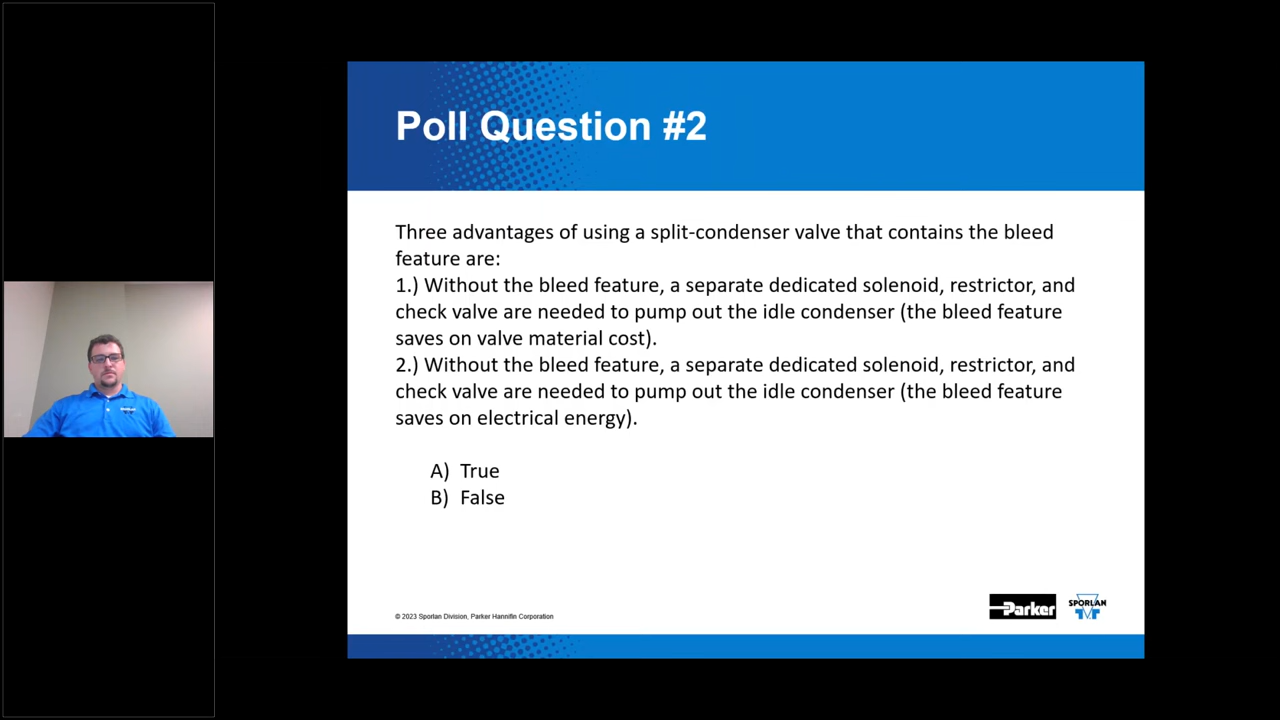 Poll Question #2
Three advantages of using a split-condenser valve that contains the bleed
feature are:
1.) Without the bleed feature, a separate dedicated solenoid, restrictor, and
check valve are needed to pump out the idle condenser (the bleed feature
saves on valve material cost).
2.) Without the bleed feature, a separate dedicated solenoid, restrictor, and
check valve are needed to pump out the idle condenser (the bleed feature
saves on electrical energy).
A) True
B) False
© 2023 Sporlan Division, Parker Hannifin Corporation
Parker
SPORLAN